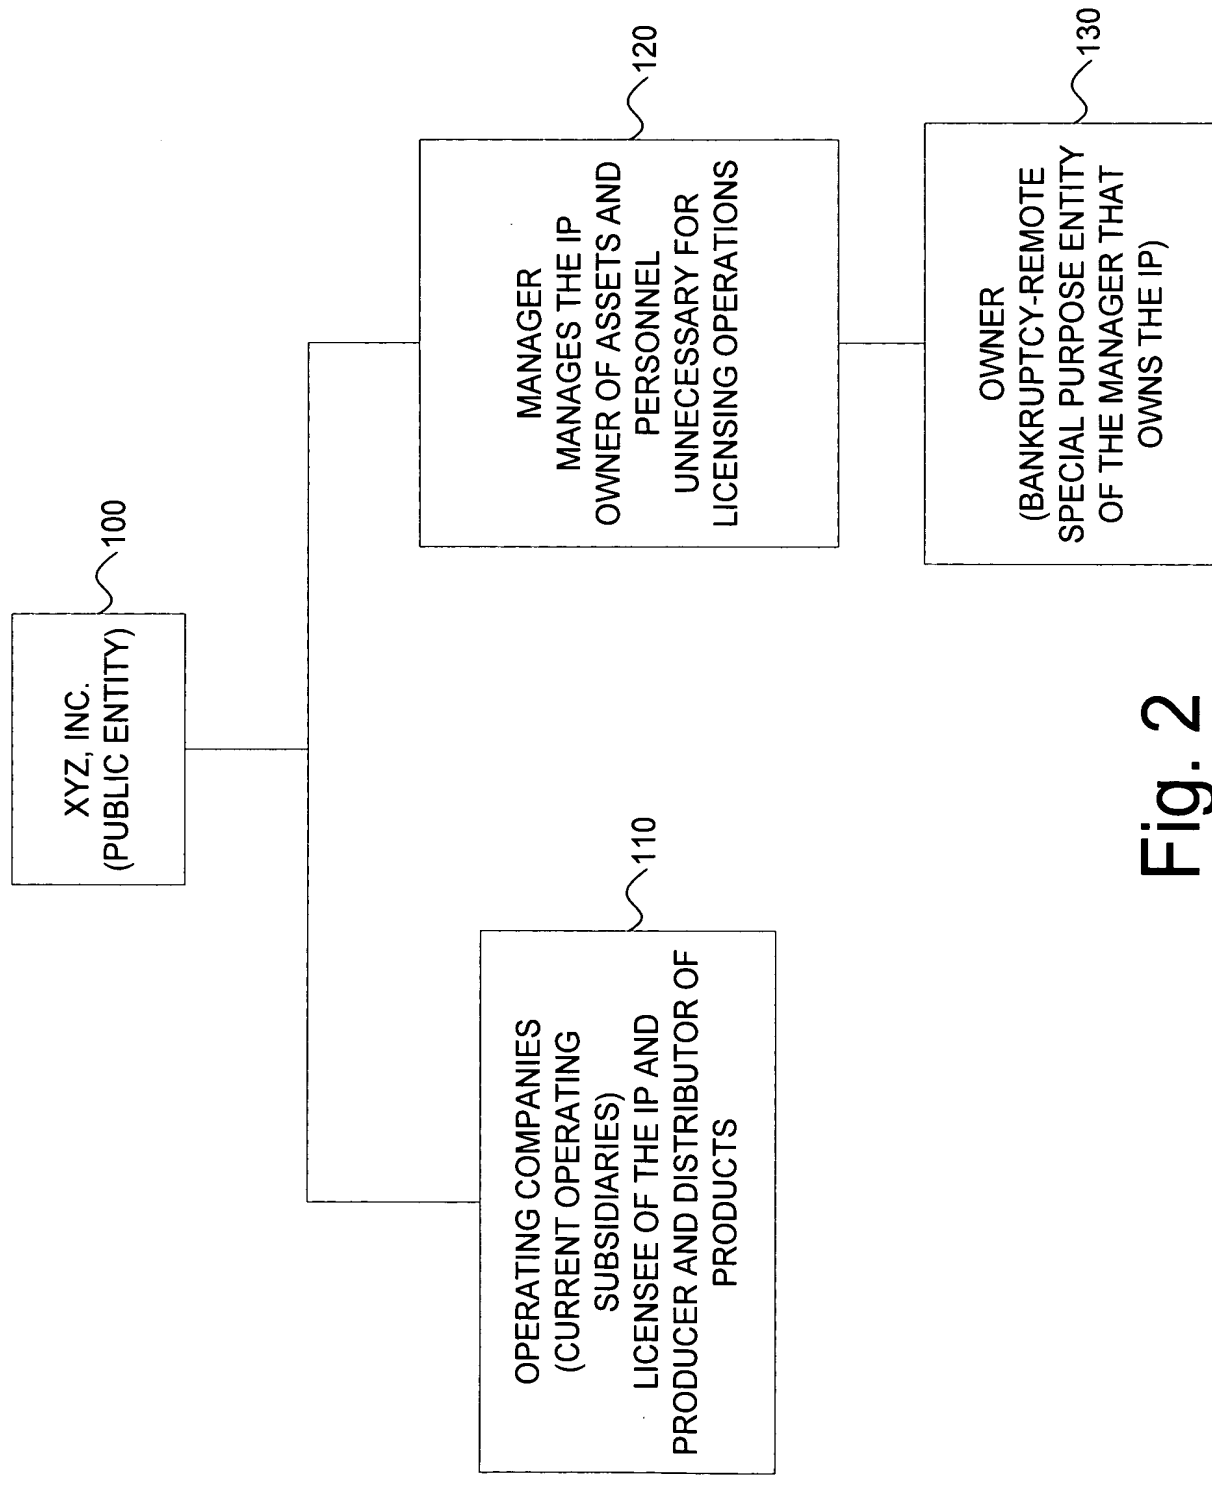 XYZ, INC.
(PUBLIC ENTITY)
100
OPERATING COMPANIES
(CURRENT OPERATING
SUBSIDIARIES)
LICENSEE OF THE IP AND
PRODUCER AND DISTRIBUTOR OF
PRODUCTS
110
MANAGER
MANAGES THE IP
OWNER OF ASSETS AND
PERSONNEL
UNNECESSARY FOR
LICENSING OPERATIONS
120
OWNER
(BANKRUPTCY-REMOTE
SPECIAL PURPOSE ENTITY
OF THE MANAGER THAT
OWNS THE IP)
130
Fig. 2